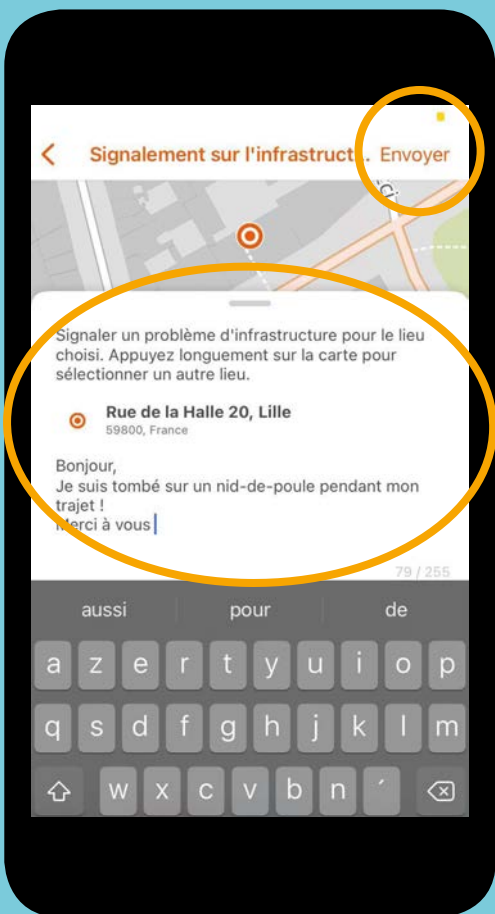 Signalement sur l'infrastruct... Envoyer
Signaler un problème d'infrastructure pour le lieu
choisi. Appuyez longuement sur la carte pour
sélectionner un autre lieu.
Rue de la Halle 20, Lille
59800, France
Bonjour,
Je suis tombé sur un nid-de-poule pendant mon
trajet !
Merci à vous
79 / 255
aussi pour de
a z e r t y u i o p
q s d f g h j k l m
w x c v b n ´